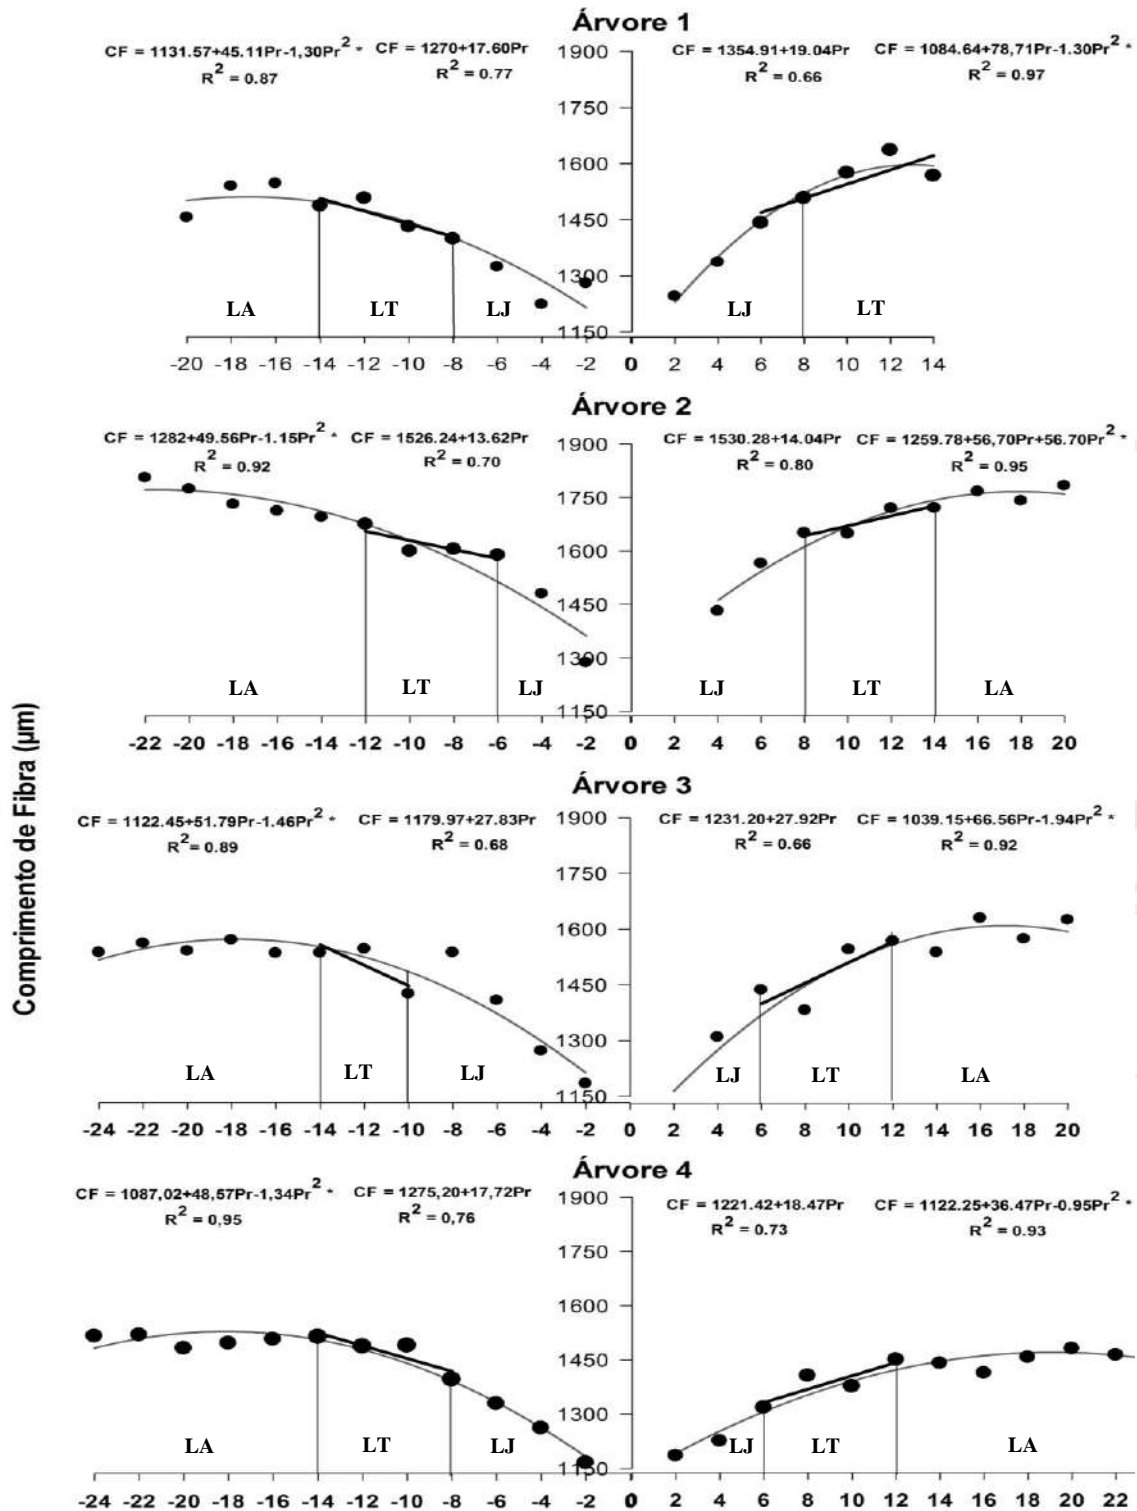 Árvore 1
CF = 1131.57+45.11Pr-1,30Pr² * CF = 1270+17.60Pr 1900 CF = 1354.91+19.04Pr CF = 1084.64+78,71Pr-1.30Pr² *
R² = 0.87 R² = 0.77 R² = 0.66 R² = 0.97
1750
1600
1450
1300
LA LT LJ LJ LT
1150
-20 -18 -16 -14 -12 -10 -8 -6 -4 -2 0 2 4 6 8 10 12 14
Árvore 2
CF = 1282+49.56Pr-1.15Pr² * CF = 1526.24+13.62Pr 1900 CF = 1530.28+14.04Pr CF = 1259.78+56,70Pr+56.70Pr² *
R² = 0.92 R² = 0.70 R² = 0.80 R² = 0.95
1750
1600
1450
1300
LA LT LJ LJ LT LA
1150
-22 -20 -18 -16 -14 -12 -10 -8 -6 -4 -2 0 2 4 6 8 10 12 14 16 18 20
Comprimento de Fibra (µm)
Árvore 3
CF = 1122.45+51.79Pr-1.46Pr² * CF = 1179.97+27.83Pr 1900 CF = 1231.20+27.92Pr CF = 1039.15+66.56Pr-1.94Pr² *
R² = 0.89 R² = 0.68 R² = 0.66 R² = 0.92
1750
1600
1450
1300
LA LT LJ LJ LT LA
1150
-24 -22 -20 -18 -16 -14 -12 -10 -8 -6 -4 -2 0 2 4 6 8 10 12 14 16 18 20
Árvore 4
CF = 1087,02+48,57Pr-1,34Pr² * CF = 1275,20+17,72Pr 1900 CF = 1221.42+18.47Pr CF = 1122.25+36.47Pr-0.95Pr² *
R² = 0,95 R² = 0,76 R² = 0.73 R² = 0.93
1750
1600
1450
1300
LA LT LJ LJ LT LA
1150
-24 -22 -20 -18 -16 -14 -12 -10 -8 -6 -4 -2 0 2 4 6 8 10 12 14 16 18 20 22